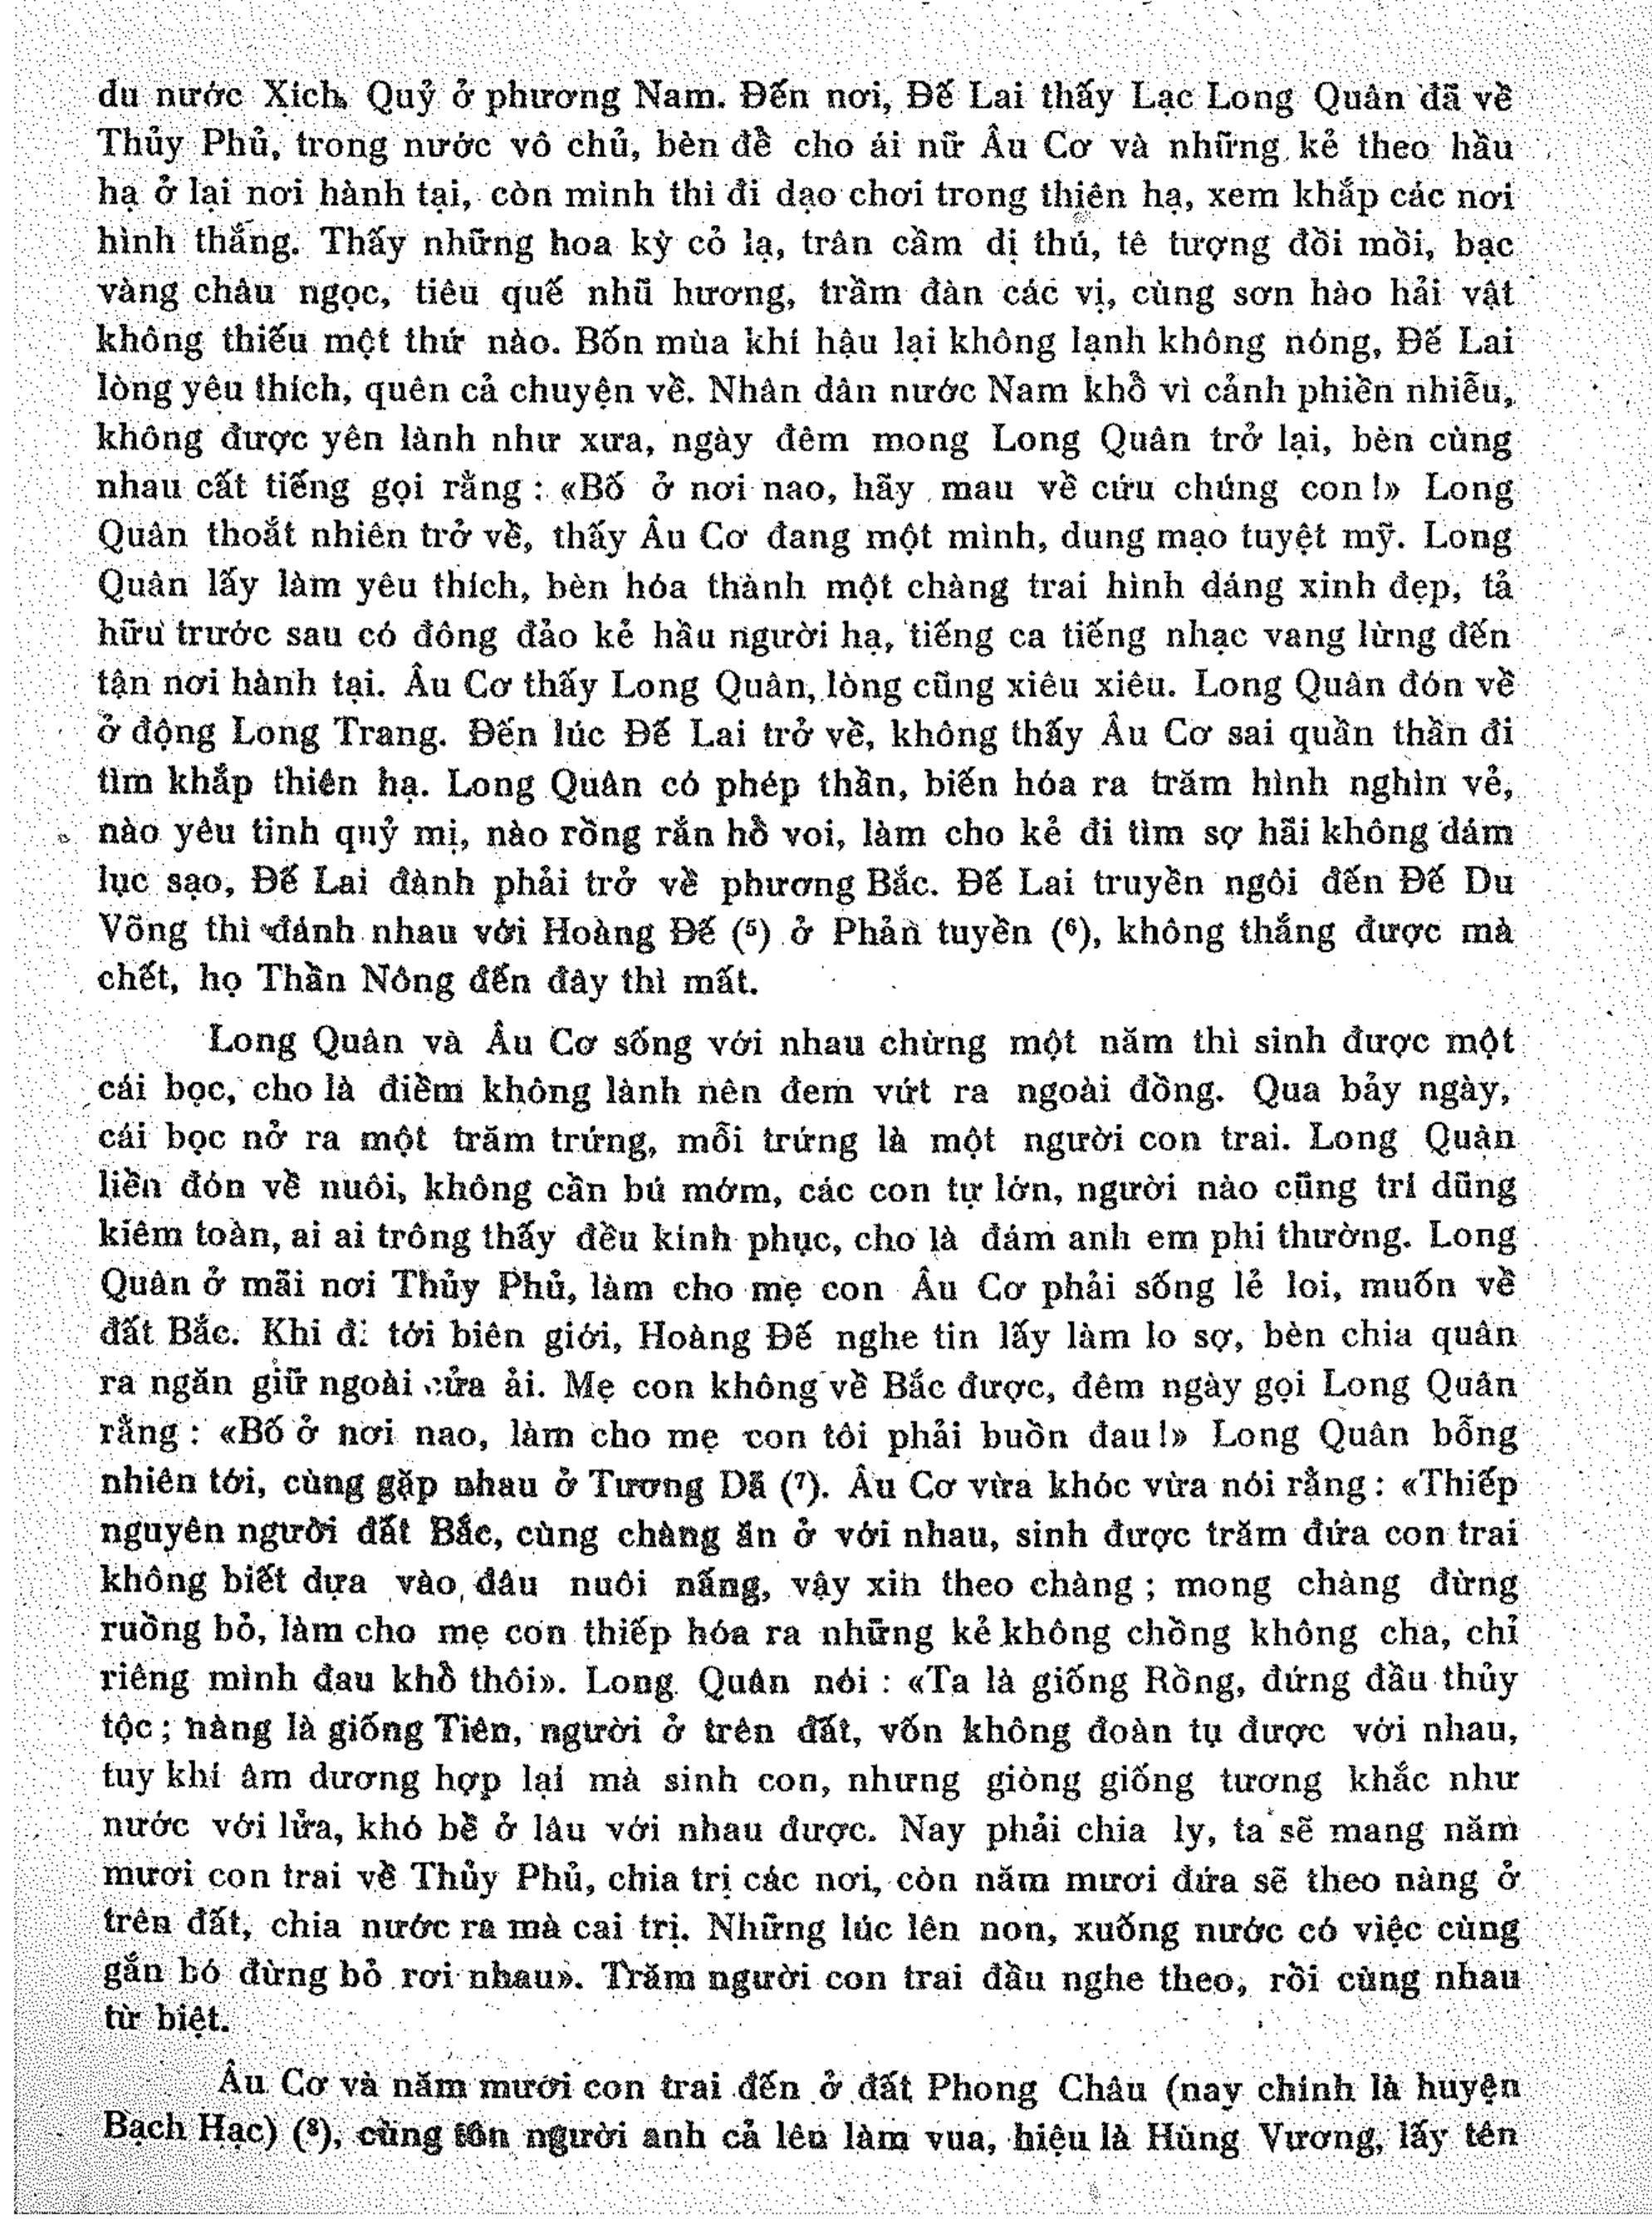 du nước Xích Quỷ ở phương Nam. Đến nơi, Đế Lai thấy Lạc Long Quân đã về
Thủy Phủ, trong nước vô chủ, bèn để cho ái nữ Âu Cơ và những kẻ theo hầu
hạ ở lại nơi hành tại, còn mình thì đi dạo chơi trong thiên hạ, xem khắp các nơi
hình thắng. Thấy những hoa kỳ cỏ lạ, trân cầm dị thú, tê tượng đồi mồi, bạc
vàng châu ngọc, tiêu quế nhũ hương, trầm đàn các vị, cùng sơn hào hải vật
không thiếu một thứ nào. Bốn mùa khí hậu lại không lạnh không nóng, Đế Lai
lòng yêu thích, quên cả chuyện về. Nhân dân nước Nam khổ vì cảnh phiền nhiễu,
không được yên lành như xưa, ngày đêm mong Long Quân trở lại, bèn cùng
nhau cất tiếng gọi rằng : «Bố ở nơi nao, hãy mau về cứu chúng con !» Long
Quân thoắt nhiên trở về, thấy Âu Cơ đang một mình, dung mạo tuyệt mỹ. Long
Quân lấy làm yêu thích, bèn hóa thành một chàng trai hình dáng xinh đẹp, tả
hữu trước sau có đông đảo kẻ hầu người hạ, tiếng ca tiếng nhạc vang lừng đến
tận nơi hành tại. Âu Cơ thấy Long Quân, lòng cũng xiêu xiêu. Long Quân đón về
ở động Long Trang. Đến lúc Đế Lai trở về, không thấy Âu Cơ sai quần thần đi
tìm khắp thiên hạ. Long Quân có phép thần, biến hóa ra trăm hình nghìn vẻ,
nào yêu tinh quỷ mị, nào rồng rắn hổ voi, làm cho kẻ đi tìm sợ hãi không dám
lục sạo, Đế Lai đành phải trở về phương Bắc. Đế Lai truyền ngôi đến Đế Du
Võng thì đánh nhau với Hoàng Đế (⁵) ở Phản tuyền (⁶), không thắng được mà
chết, họ Thần Nông đến đây thì mất.
Long Quân và Âu Cơ sống với nhau chừng một năm thì sinh được một
cái bọc, cho là điềm không lành nên đem vứt ra ngoài đồng. Qua bảy ngày,
cái bọc nở ra một trăm trứng, mỗi trứng là một người con trai. Long Quân
liền đón về nuôi, không cần bú mớm, các con tự lớn, người nào cũng trí dũng
kiêm toàn, ai ai trông thấy đều kính phục, cho là đám anh em phi thường. Long
Quân ở mãi nơi Thủy Phủ, làm cho mẹ con Âu Cơ phải sống lẻ loi, muốn về
đất Bắc. Khi đi tới biên giới, Hoàng Đế nghe tin lấy làm lo sợ, bèn chia quân
ra ngăn giữ ngoài cửa ải. Mẹ con không về Bắc được, đêm ngày gọi Long Quân
rằng : «Bố ở nơi nao, làm cho mẹ con tôi phải buồn đau !» Long Quân bỗng
nhiên tới, cùng gặp nhau ở Tương Dã (⁷). Âu Cơ vừa khóc vừa nói rằng : «Thiếp
nguyên người đất Bắc, cùng chàng ăn ở với nhau, sinh được trăm đứa con trai
không biết dựa vào đâu nuôi nấng, vậy xin theo chàng ; mong chàng đừng
ruồng bỏ, làm cho mẹ con thiếp hóa ra những kẻ không chồng không cha, chỉ
riêng mình đau khổ thôi». Long Quân nói : «Ta là giống Rồng, đứng đầu thủy
tộc ; nàng là giống Tiên, người ở trên đất, vốn không đoàn tụ được với nhau,
tuy khí âm dương hợp lại mà sinh con, nhưng giòng giống tương khắc như
nước với lửa, khó bề ở lâu với nhau được. Nay phải chia ly, ta sẽ mang năm
mươi con trai về Thủy Phủ, chia trị các nơi, còn năm mươi đứa sẽ theo nàng ở
trên đất, chia nước ra mà cai trị. Những lúc lên non, xuống nước có việc cùng
gắn bó đừng bỏ rơi nhau». Trăm người con trai đầu nghe theo, rồi cùng nhau
từ biệt.
Âu Cơ và năm mươi con trai đến ở đất Phong Châu (nay chính là huyện
Bạch Hạc) (⁸), cùng tôn người anh cả lên làm vua, hiệu là Hùng Vương, lấy tên